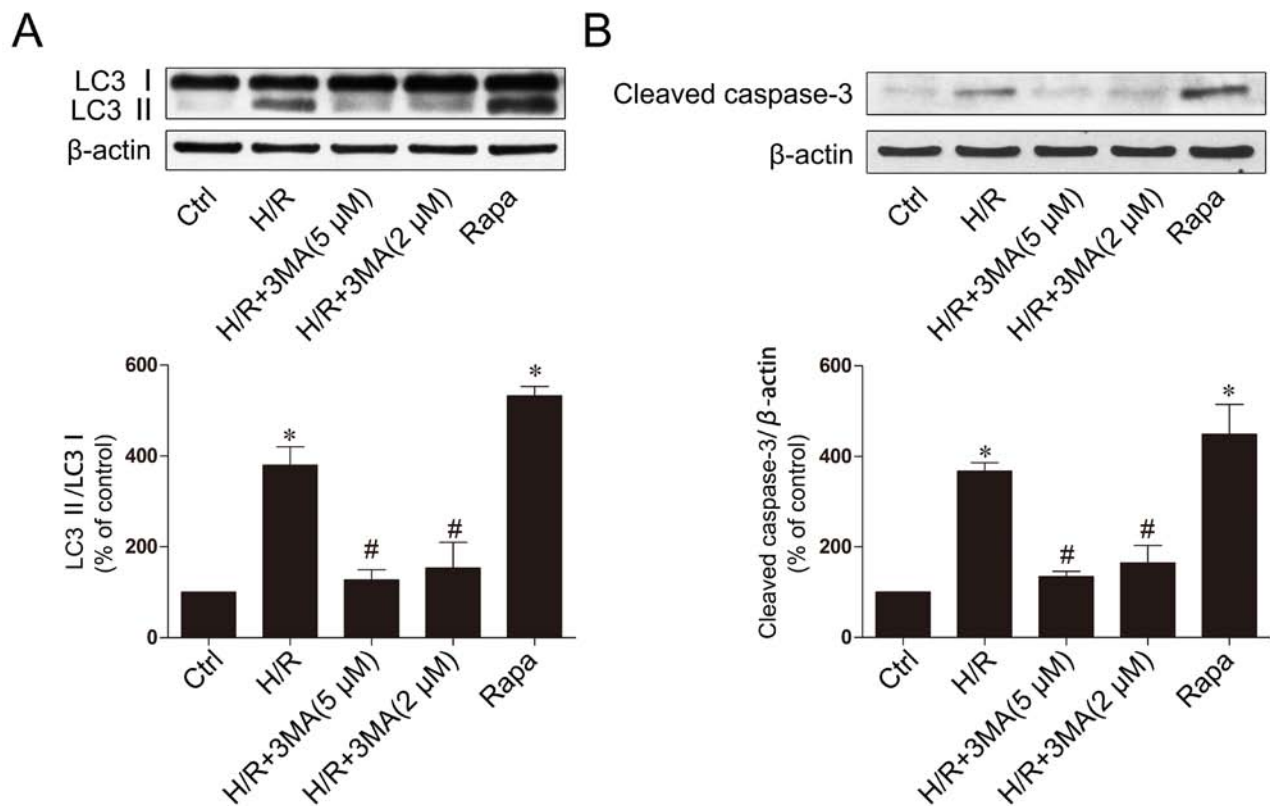 A
LC3 Ⅰ
LC3 Ⅱ
β-actin
Ctrl
H/R
H/R+3MA(5 μM)
H/R+3MA(2 μM)
Rapa
600
400
200
0
LC3 Ⅱ/LC3 Ⅰ
(% of control)
*
#
#
*
Ctrl
H/R
H/R+3MA(5 μM)
H/R+3MA(2 μM)
Rapa
B
Cleaved caspase-3
β-actin
Ctrl
H/R
H/R+3MA(5 μM)
H/R+3MA(2 μM)
Rapa
600
400
200
0
Cleaved caspase-3/β-actin
(% of control)
*
#
#
*
Ctrl
H/R
H/R+3MA(5 μM)
H/R+3MA(2 μM)
Rapa